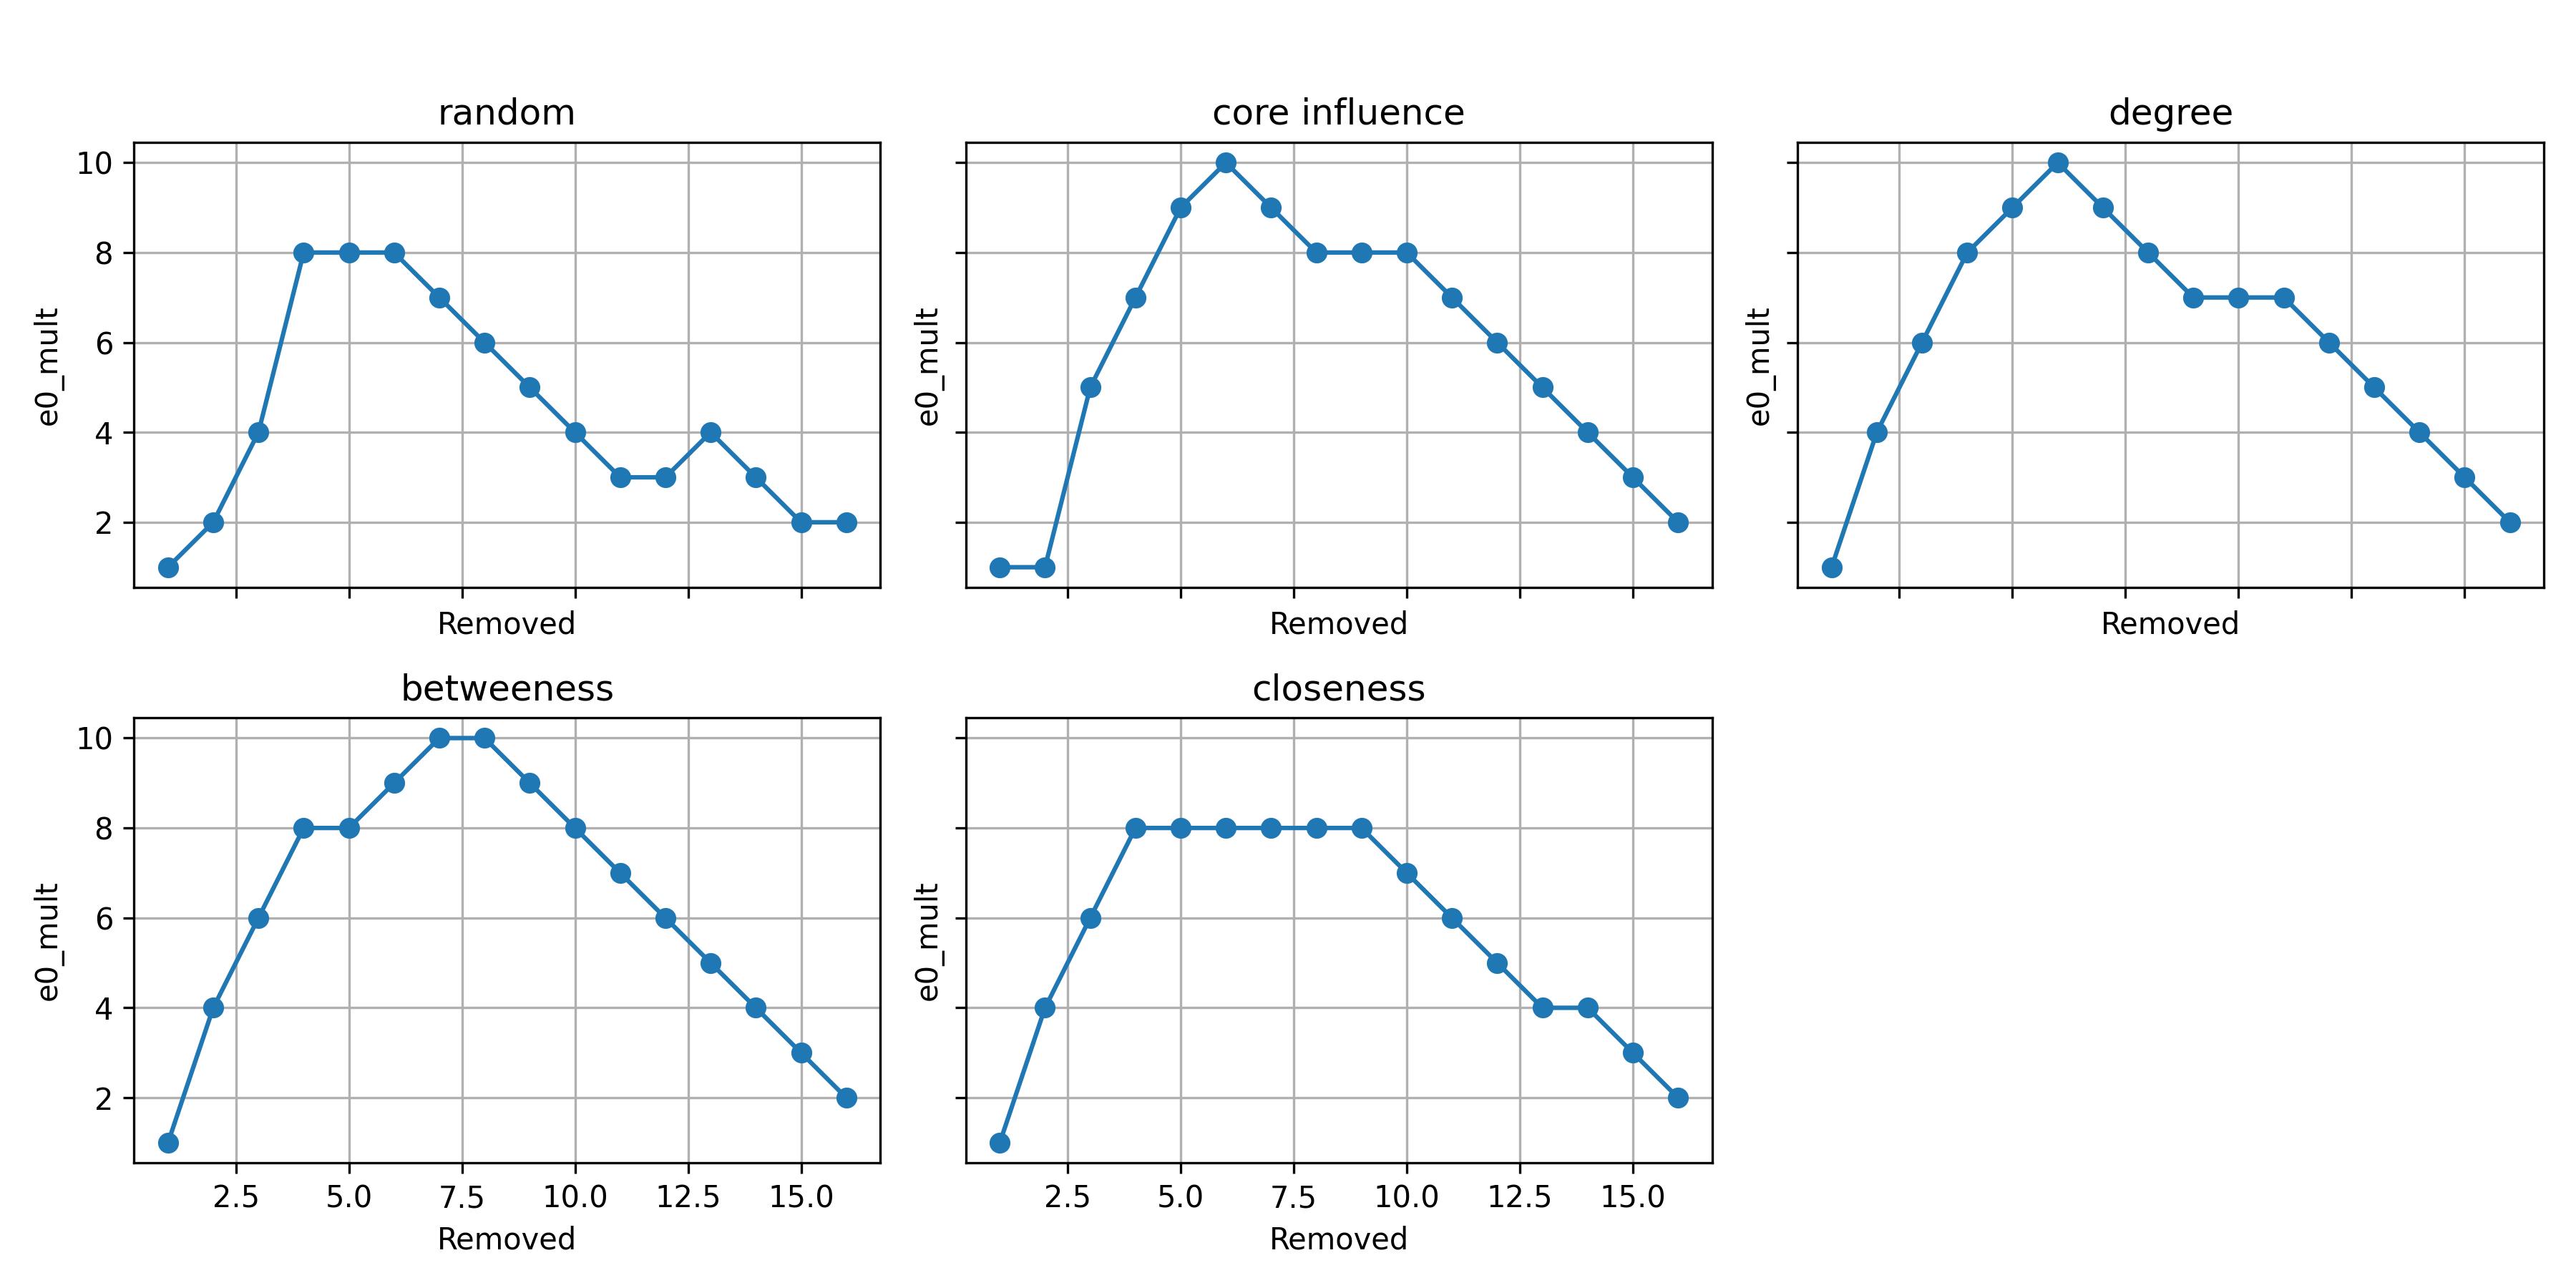 random
core influence
degree
10
8
6
4
2
e0_mult
e0_mult
e0_mult
Removed
Removed
Removed
betweeness
closeness
10
8
6
4
2
e0_mult
e0_mult
2.5 5.0 7.5 10.0 12.5 15.0
2.5 5.0 7.5 10.0 12.5 15.0
Removed
Removed